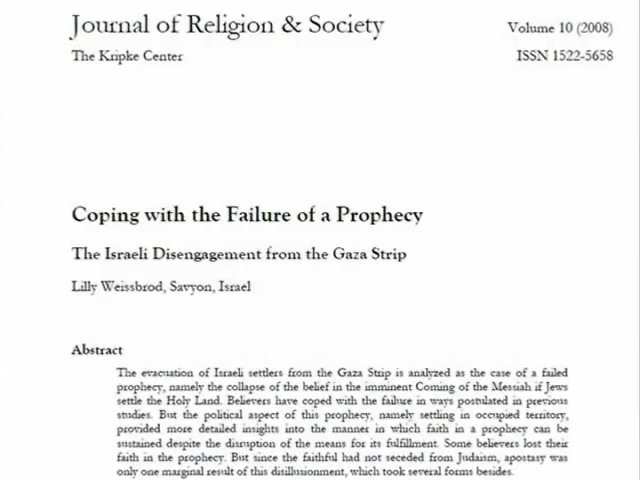 Journal of Religion & Society
Volume 10 (2008)
The Kripke Center
ISSN 1522-5658
Coping with the Failure of a Prophecy
The Israeli Disengagement from the Gaza Strip
Lilly Weissbrod, Savyon, Israel
Abstract
The evacuation of Israeli settlers from the Gaza Strip is analyzed as the case of a failed
prophecy, namely the collapse of the belief in the imminent Coming of the Messiah if Jews
settle the Holy Land. Believers have coped with the failure in ways postulated in previous
studies. But the political aspect of this prophecy, namely settling in occupied territory,
provided more detailed insights into the manner in which faith in a prophecy can be
sustained despite the disruption of the means for its fulfillment. Some believers lost their
faith in the prophecy. But since the faithful had not seceded from Judaism, apostasy was
only one marginal result of this disillusionment, which took several forms besides.